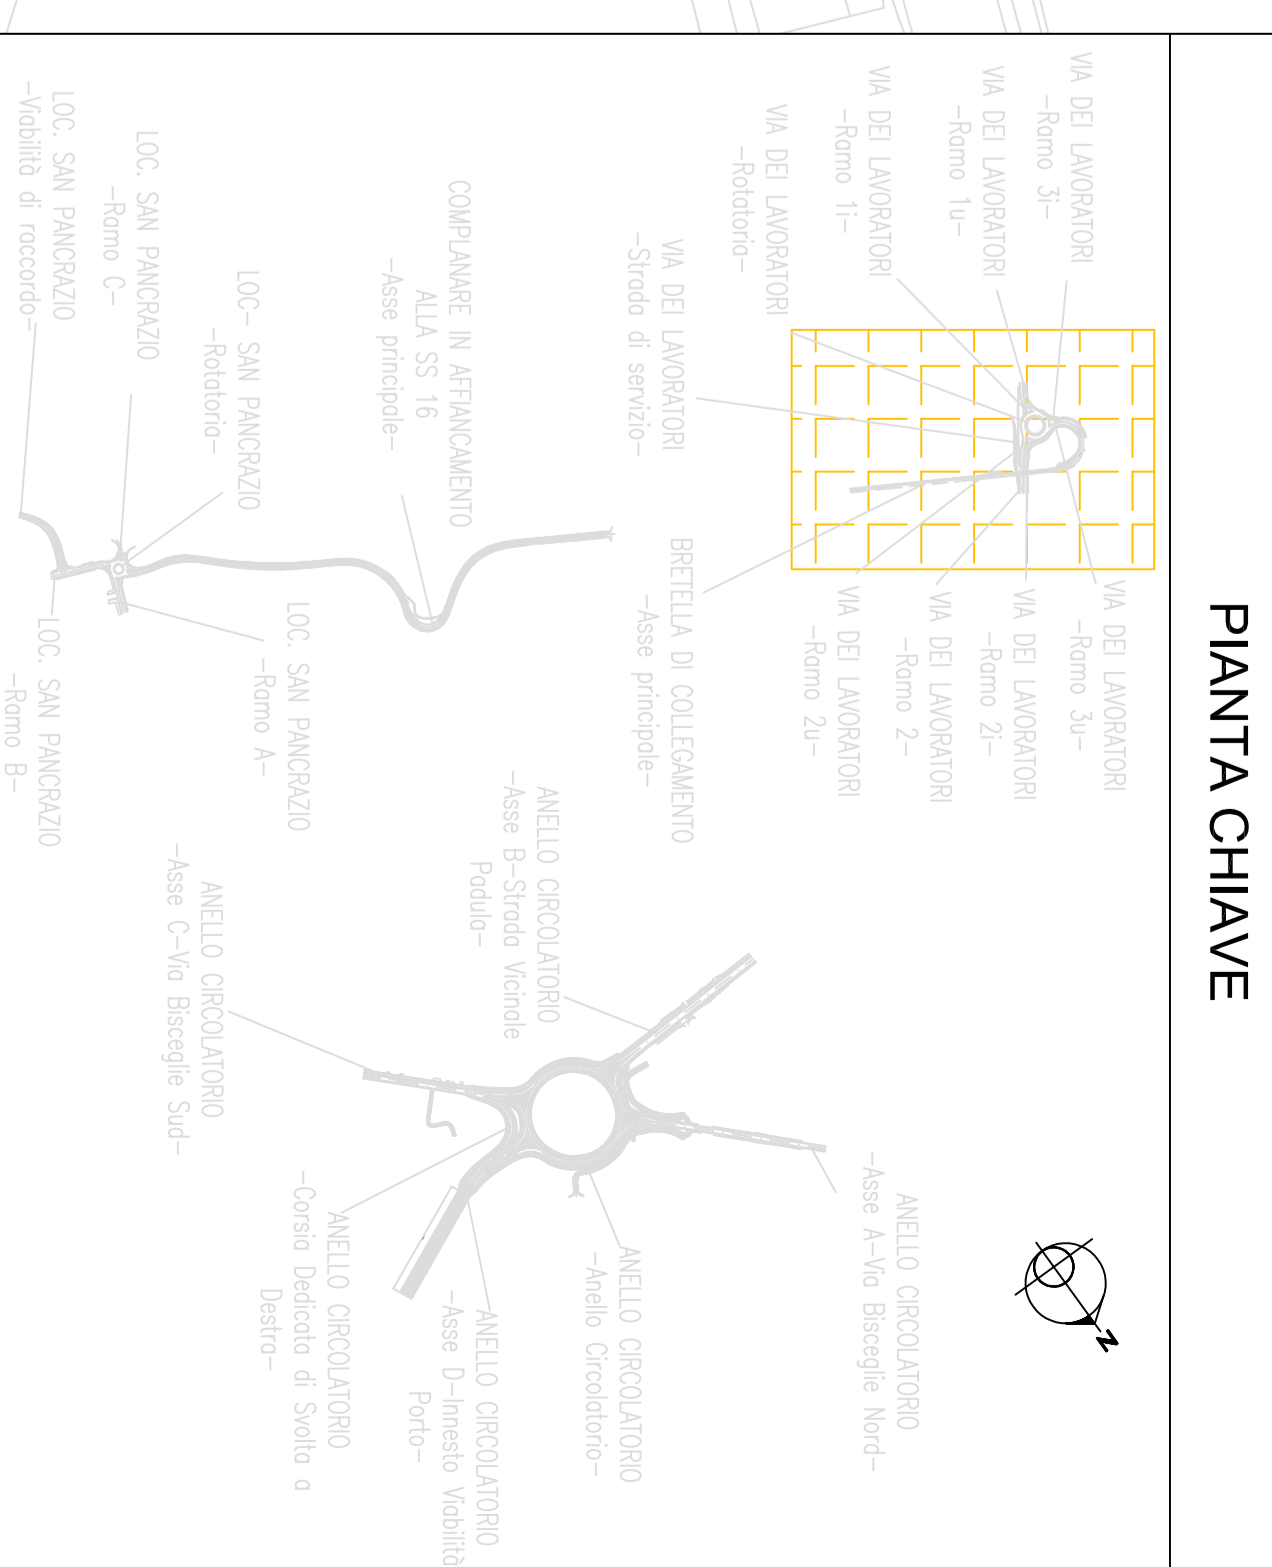 PIANTA CHIAVE
VIA DEI LAVORATORI
-Ramo 3i-
VIA DEI LAVORATORI
-Ramo 1u-
VIA DEI LAVORATORI
-Ramo 1i-
VIA DEI LAVORATORI
-Rotatoria-
VIA DEI LAVORATORI
-Strada di servizio-
COMPLANARE IN AFFIANCAMENTO
ALLA SS 16
-Asse principale-
LOC- SAN PANCRAZIO
-Rotatoria-
LOC. SAN PANCRAZIO
-Ramo C-
LOC. SAN PANCRAZIO
-Viabilità di raccordo-
VIA DEI LAVORATORI
-Ramo 3u-
VIA DEI LAVORATORI
-Ramo 2i-
VIA DEI LAVORATORI
-Ramo 2-
VIA DEI LAVORATORI
-Ramo 2u-
BRETELLA DI COLLEGAMENTO
-Asse principale-
LOC. SAN PANCRAZIO
-Ramo A-
LOC. SAN PANCRAZIO
-Ramo B-
ANELLO CIRCOLATORIO
-Asse B-Strada Vicinale
Padula-
ANELLO CIRCOLATORIO
-Asse C-Via Bisceglie Sud-
ANELLO CIRCOLATORIO
-Asse A-Via Bisceglie Nord-
ANELLO CIRCOLATORIO
-Anello Circolatorio-
ANELLO CIRCOLATORIO
-Asse D-Innesto Viabilità
Porto-
ANELLO CIRCOLATORIO
-Corsia Dedicata di Svolta a
Destra-
N